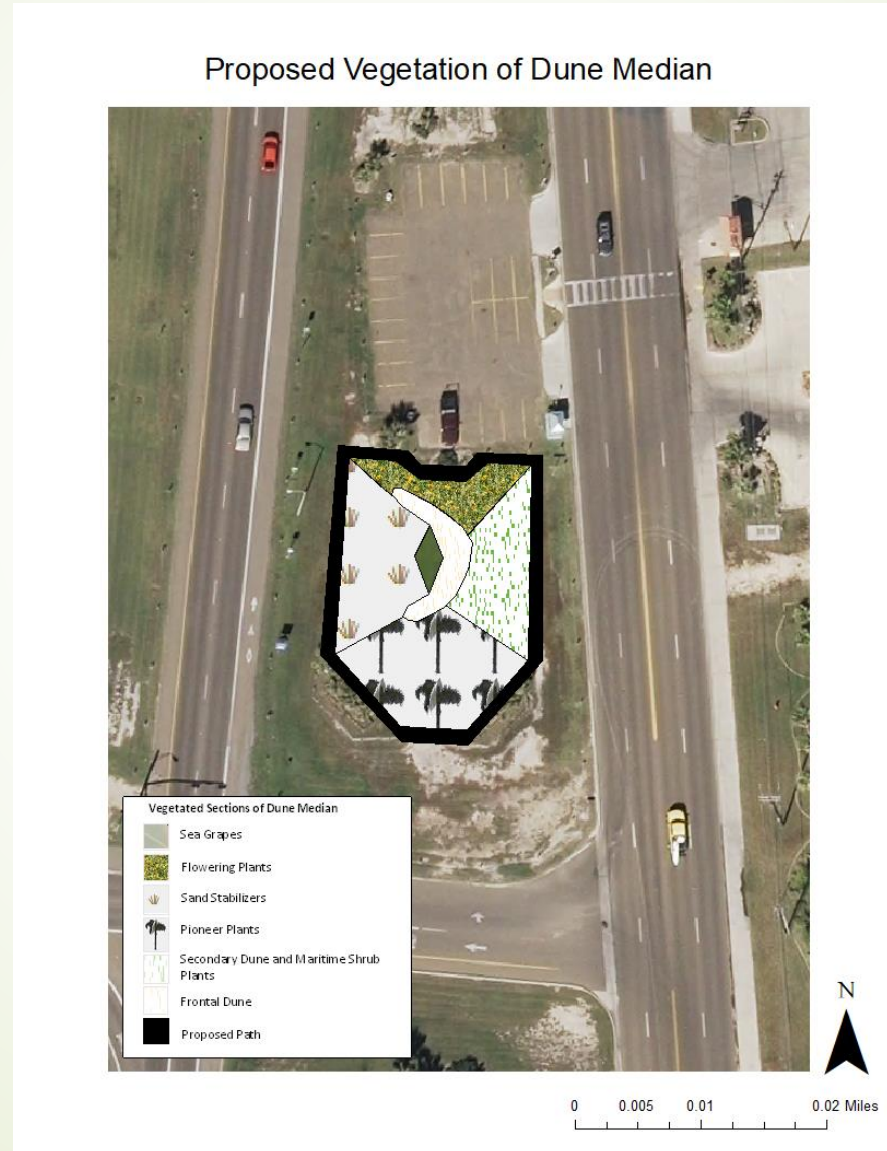 Proposed Vegetation of Dune Median
Vegetated Sections of Dune Median
Sea Grapes
Flowering Plants
Sand Stabilizers
Pioneer Plants
Secondary Dune and Maritime Shrub
Plants
Frontal Dune
Proposed Path
N
0 0.005 0.01 0.02 Miles